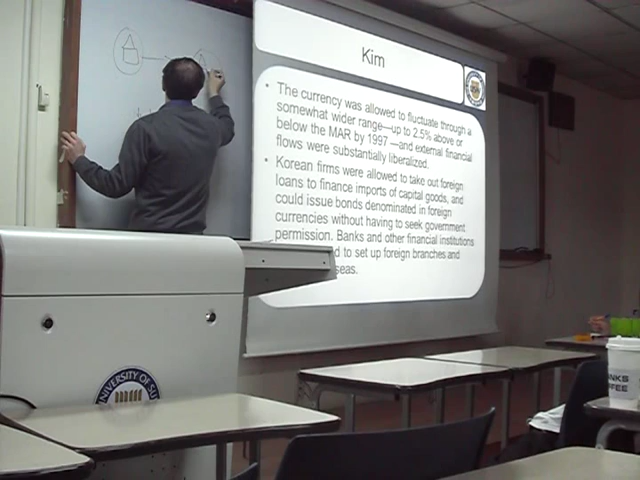 Kim
• The currency was allowed to fluctuate through a
somewhat wider range—up to 2.5% above or
below the MAR by 1997 —and external financial
flows were substantially liberalized.
• Korean firms were allowed to take out foreign
loans to finance imports of capital goods, and
could issue bonds denominated in foreign
currencies without having to seek government
permission. Banks and other financial institutions
to set up foreign branches and
UNIVERSITY OF